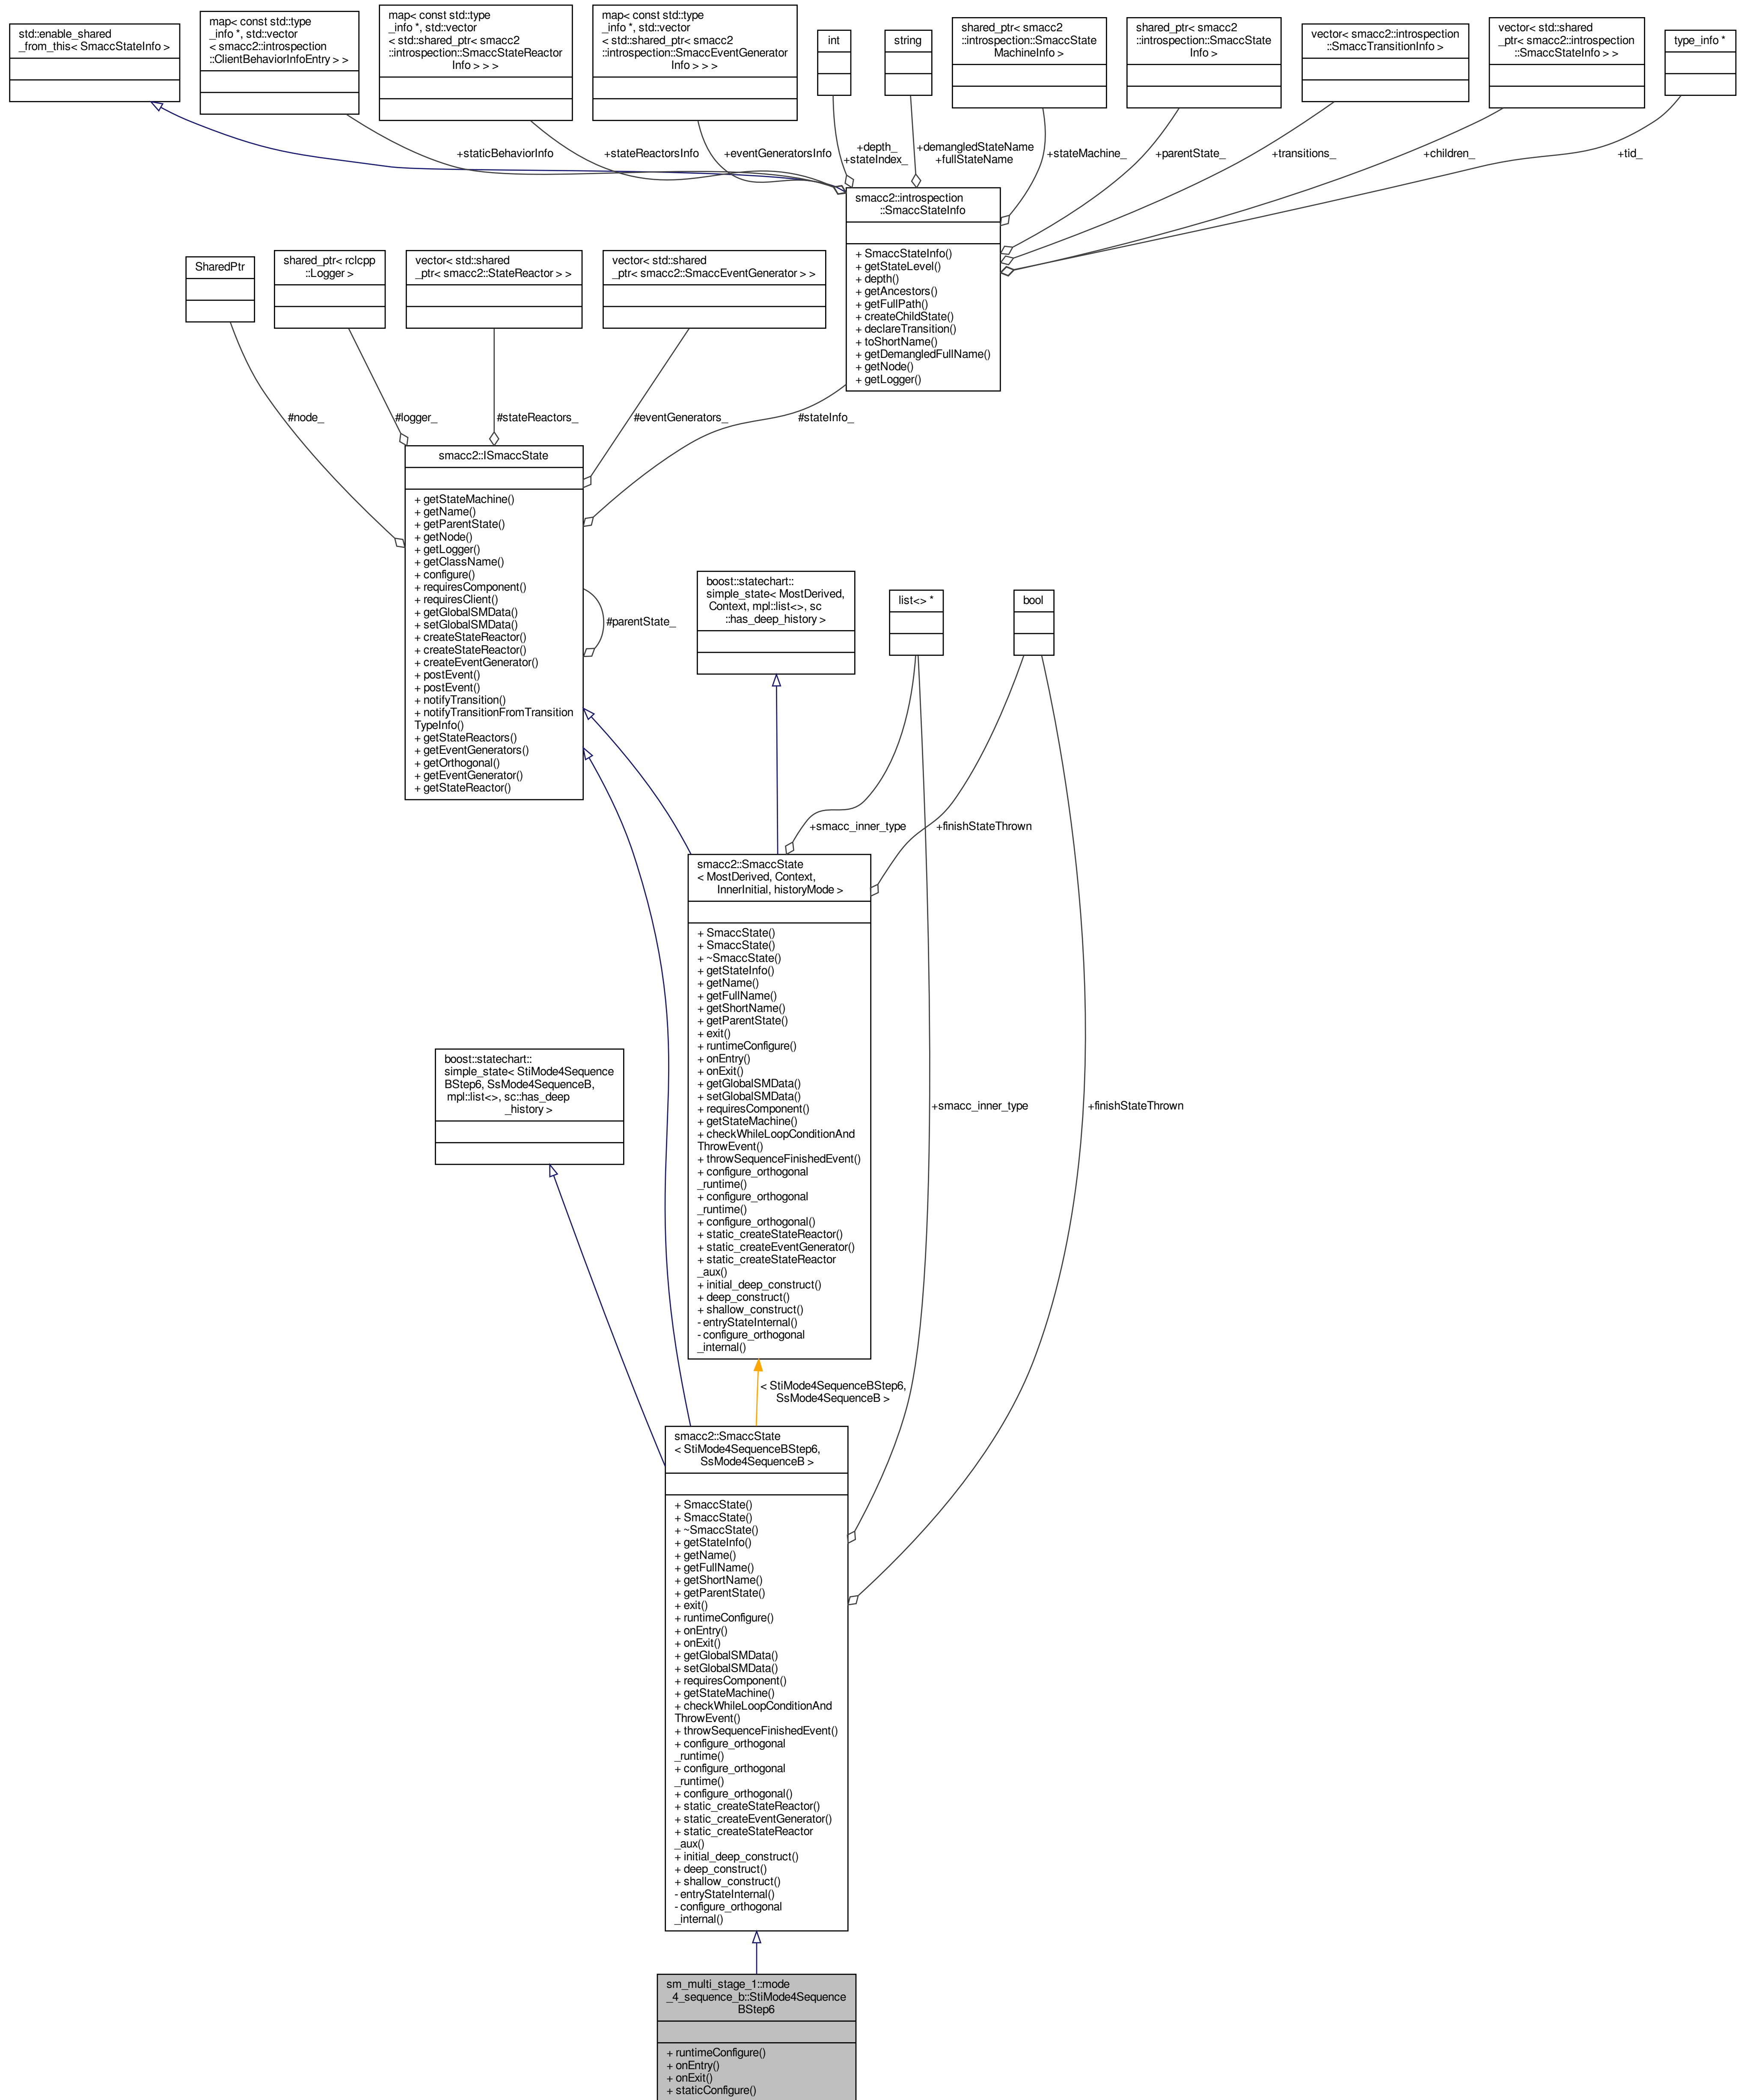 std::enable_shared
_from_this< SmaccStateInfo >
map< const std::type
_info *, std::vector
< smacc2::introspection
::ClientBehaviorInfoEntry > >
map< const std::type
_info *, std::vector
< std::shared_ptr< smacc2
::introspection::SmaccStateReactor
Info > > >
map< const std::type
_info *, std::vector
< std::shared_ptr< smacc2
::introspection::SmaccEventGenerator
Info > > >
int
string
shared_ptr< smacc2
::introspection::SmaccState
MachineInfo >
shared_ptr< smacc2
::introspection::SmaccState
Info >
vector< smacc2::introspection
::SmaccTransitionInfo >
vector< std::shared
_ptr< smacc2::introspection
::SmaccStateInfo > >
type_info *
+staticBehaviorInfo
+stateReactorsInfo
+eventGeneratorsInfo
+depth_
+stateIndex_
+demangledStateName
+fullStateName
+stateMachine_
+parentState_
+transitions_
+children_
+tid_
smacc2::introspection
::SmaccStateInfo
+ SmaccStateInfo()
+ getStateLevel()
+ depth()
+ getAncestors()
+ getFullPath()
+ createChildState()
+ declareTransition()
+ toShortName()
+ getDemangledFullName()
+ getNode()
+ getLogger()
SharedPtr
shared_ptr< rclcpp
::Logger >
vector< std::shared
_ptr< smacc2::StateReactor > >
vector< std::shared
_ptr< smacc2::SmaccEventGenerator > >
#node_
#logger_
#stateReactors_
#eventGenerators_
#stateInfo_
smacc2::ISmaccState
+ getStateMachine()
+ getName()
+ getParentState()
+ getNode()
+ getLogger()
+ getClassName()
+ configure()
+ requiresComponent()
+ requiresClient()
+ getGlobalSMData()
+ setGlobalSMData()
+ createStateReactor()
+ createStateReactor()
+ createEventGenerator()
+ postEvent()
+ postEvent()
+ notifyTransition()
+ notifyTransitionFromTransition
TypeInfo()
+ getStateReactors()
+ getEventGenerators()
+ getOrthogonal()
+ getEventGenerator()
+ getStateReactor()
#parentState_
boost::statechart::
simple_state< MostDerived,
Context, mpl::list<>, sc
::has_deep_history >
list<> *
bool
+smacc_inner_type
+finishStateThrown
smacc2::SmaccState
< MostDerived, Context,
InnerInitial, historyMode >
+ SmaccState()
+ SmaccState()
+ ~SmaccState()
+ getStateInfo()
+ getName()
+ getFullName()
+ getShortName()
+ getParentState()
+ exit()
+ runtimeConfigure()
+ onEntry()
+ onExit()
+ getGlobalSMData()
+ setGlobalSMData()
+ requiresComponent()
+ getStateMachine()
+ checkWhileLoopConditionAnd
ThrowEvent()
+ throwSequenceFinishedEvent()
+ configure_orthogonal
_runtime()
+ configure_orthogonal
_runtime()
+ configure_orthogonal()
+ static_createStateReactor()
+ static_createEventGenerator()
+ static_createStateReactor
_aux()
+ initial_deep_construct()
+ deep_construct()
+ shallow_construct()
- entryStateInternal()
- configure_orthogonal
_internal()
boost::statechart::
simple_state< StiMode4Sequence
BStep6, SsMode4SequenceB,
mpl::list<>, sc::has_deep
_history >
+smacc_inner_type
+finishStateThrown
< StiMode4SequenceBStep6,
SsMode4SequenceB >
smacc2::SmaccState
< StiMode4SequenceBStep6,
SsMode4SequenceB >
+ SmaccState()
+ SmaccState()
+ ~SmaccState()
+ getStateInfo()
+ getName()
+ getFullName()
+ getShortName()
+ getParentState()
+ exit()
+ runtimeConfigure()
+ onEntry()
+ onExit()
+ getGlobalSMData()
+ setGlobalSMData()
+ requiresComponent()
+ getStateMachine()
+ checkWhileLoopConditionAnd
ThrowEvent()
+ throwSequenceFinishedEvent()
+ configure_orthogonal
_runtime()
+ configure_orthogonal
_runtime()
+ configure_orthogonal()
+ static_createStateReactor()
+ static_createEventGenerator()
+ static_createStateReactor
_aux()
+ initial_deep_construct()
+ deep_construct()
+ shallow_construct()
- entryStateInternal()
- configure_orthogonal
_internal()
sm_multi_stage_1::mode
_4_sequence_b::StiMode4Sequence
BStep6
+ runtimeConfigure()
+ onEntry()
+ onExit()
+ staticConfigure()